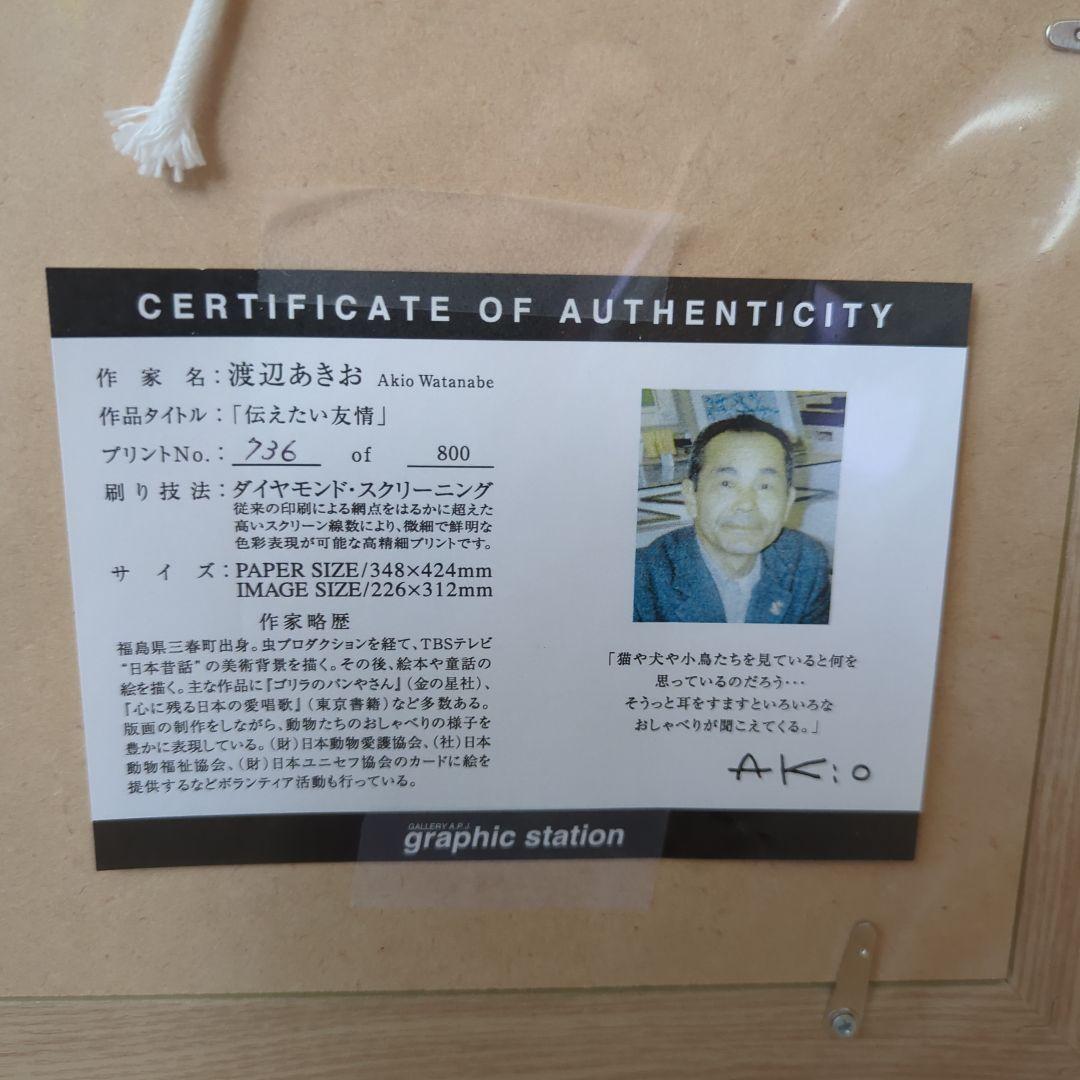 CERTIFICATE OF AUTHENTICITY
作家名：渡辺あきお Akio Watanabe
作品タイトル：「伝えたい友情」
プリントNo.：736 of 800
刷り技法：ダイヤモンド・スクリーニング
従来の印刷による網点をはるかに超えた
高いスクリーン線数により、微細で鮮明な
色彩表現が可能な高精細プリントです。
サイズ：PAPER SIZE/348×424mm
IMAGE SIZE/226×312mm
作家略歴
福島県三春町出身。虫プロダクションを経て、TBSテレビ
“日本昔話”の美術背景を描く。その後、絵本や童話の
絵を描く。主な作品に『ゴリラのパンやさん』（金の星社）、
『心に残る日本の愛唱歌』（東京書籍）など多数ある。
版画の制作をしながら、動物たちのおしゃべりの様子を
豊かに表現している。（財）日本動物愛護協会、（社）日本
動物福祉協会、（財）日本ユニセフ協会のカードに絵を
提供するなどボランティア活動も行っている。
「猫や犬や小鳥たちを見ていると何を
思っているのだろう・・・
そうっと耳をすますといろいろな
おしゃべりが聞こえてくる。」
AKio
GALLERY A.P.J.
graphic station